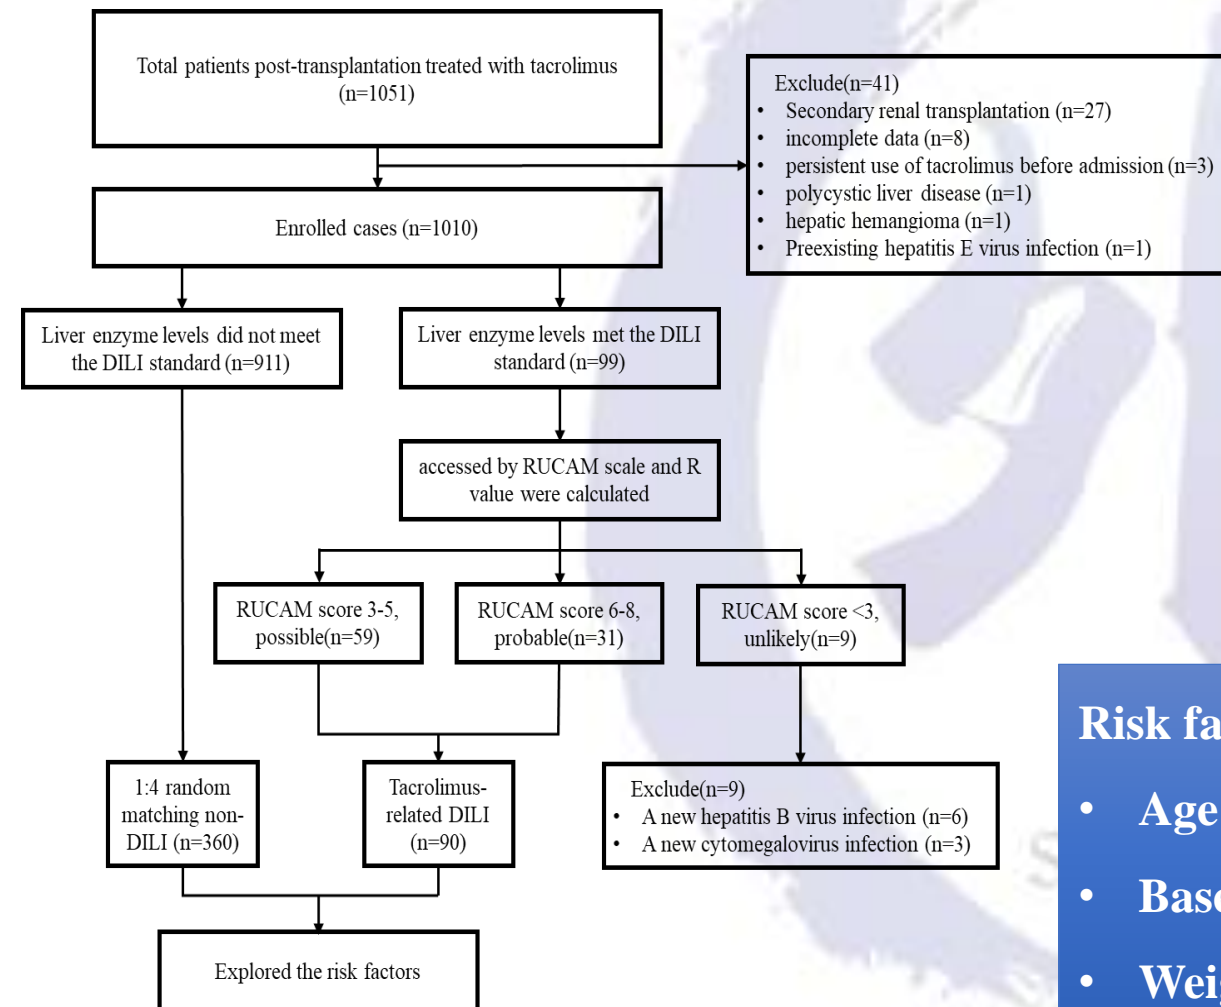 Total patients post-transplantation treated with tacrolimus
(n=1051)
Exclude(n=41)
• Secondary renal transplantation (n=27)
• incomplete data (n=8)
• persistent use of tacrolimus before admission (n=3)
• polycystic liver disease (n=1)
• hepatic hemangioma (n=1)
• Preexisting hepatitis E virus infection (n=1)
Enrolled cases (n=1010)
Liver enzyme levels did not meet
the DILI standard (n=911)
Liver enzyme levels met the DILI
standard (n=99)
accessed by RUCAM scale and R
value were calculated
RUCAM score 3-5,
possible(n=59)
RUCAM score 6-8,
probable(n=31)
RUCAM score <3,
unlikely(n=9)
1:4 random
matching non-
DILI (n=360)
Tacrolimus-
related DILI
(n=90)
Exclude(n=9)
• A new hepatitis B virus infection (n=6)
• A new cytomegalovirus infection (n=3)
Explored the risk factors
Risk fa
• Age
• Base
• Weig